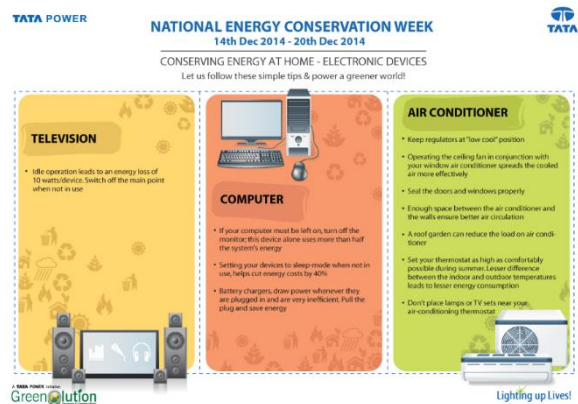 TATA POWER
TATA
NATIONAL ENERGY CONSERVATION WEEK
14th Dec 2014 - 20th Dec 2014
CONSERVING ENERGY AT HOME - ELECTRONIC DEVICES
Let us follow these simple tips & power a greener world!
TELEVISION
• Idle operation leads to an energy loss of
10 watts/device. Switch off the main point
when not in use
COMPUTER
• If your computer must be left on, turn off the
monitor; this device alone uses more than half
the system's energy
• Setting your devices to sleep-mode when not in
use, helps cut energy costs by 40%
• Battery chargers, draw power whenever they
are plugged in and are very inefficient. Pull the
plug and save energy
AIR CONDITIONER
• Keep regulators at "low cool" position
• Operating the ceiling fan in conjunction with
your window air conditioner spreads the cooled
air more effectively
• Seal the doors and windows properly
• Enough space between the air conditioner and
the walls ensure better air circulation
• A roof garden can reduce the load on air condi-
tioner
• Set your thermostat as high as comfortably
possible during summer. Lesser difference
between the indoor and outdoor temperatures
leads to lesser energy consumption
• Don't place lamps or TV sets near your
air-conditioning thermostat
A TATA POWER initiative
Greenolution
Lighting up Lives!